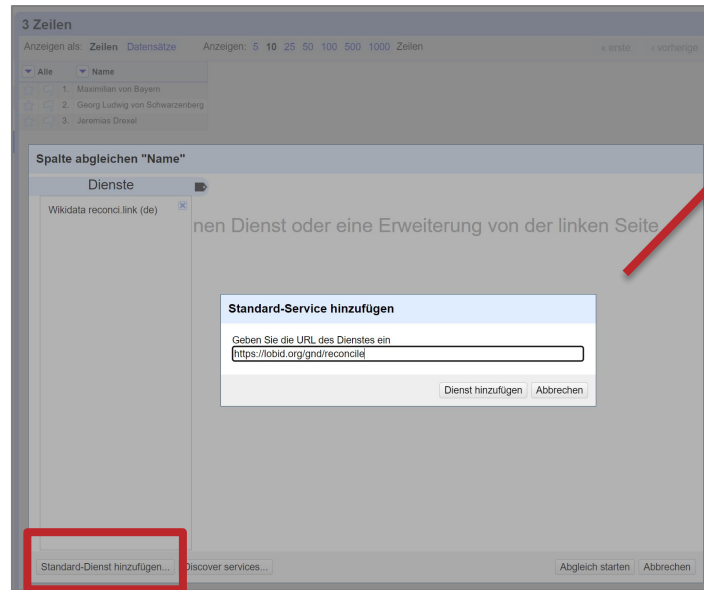 3 Zeilen
Anzeigen als: Zeilen Datensätze Anzeigen: 5 10 25 50 100 500 1000 Zeilen « erste ‹ vorherige
Alle Name
1. Maximilian von Bayern
2. Georg Ludwig von Schwarzenberg
3. Jeremias Drexel
Spalte abgleichen "Name"
Dienste
Wikidata reconci.link (de)
nen Dienst oder eine Erweiterung von der linken Seite
Standard-Service hinzufügen
Geben Sie die URL des Dienstes ein
https://lobid.org/gnd/reconcile
Dienst hinzufügen Abbrechen
Standard-Dienst hinzufügen... Discover services... Abgleich starten Abbrechen